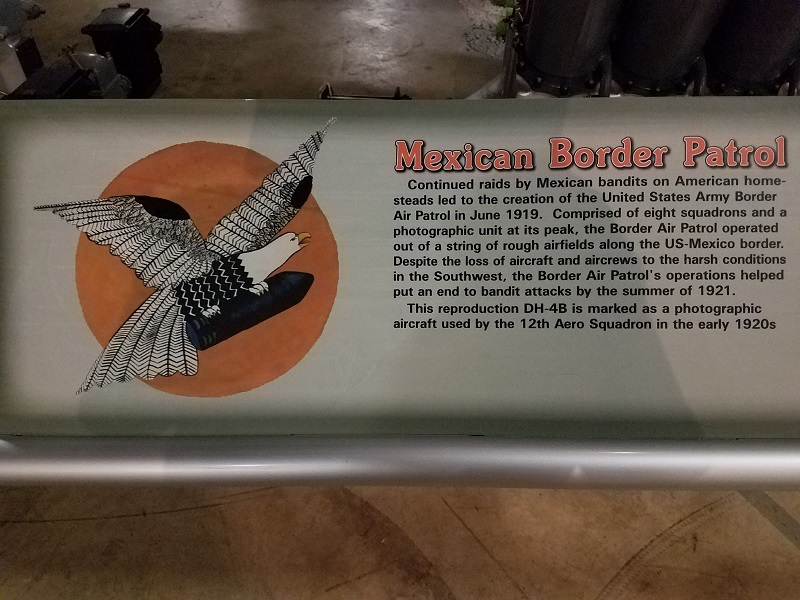 Mexican Border Patrol
Continued raids by Mexican bandits on American home-
steads led to the creation of the United States Army Border
Air Patrol in June 1919. Comprised of eight squadrons and a
photographic unit at its peak, the Border Air Patrol operated
out of a string of rough airfields along the US-Mexico border.
Despite the loss of aircraft and aircrews to the harsh conditions
in the Southwest, the Border Air Patrol's operations helped
put an end to bandit attacks by the summer of 1921.
This reproduction DH-4B is marked as a photographic
aircraft used by the 12th Aero Squadron in the early 1920s